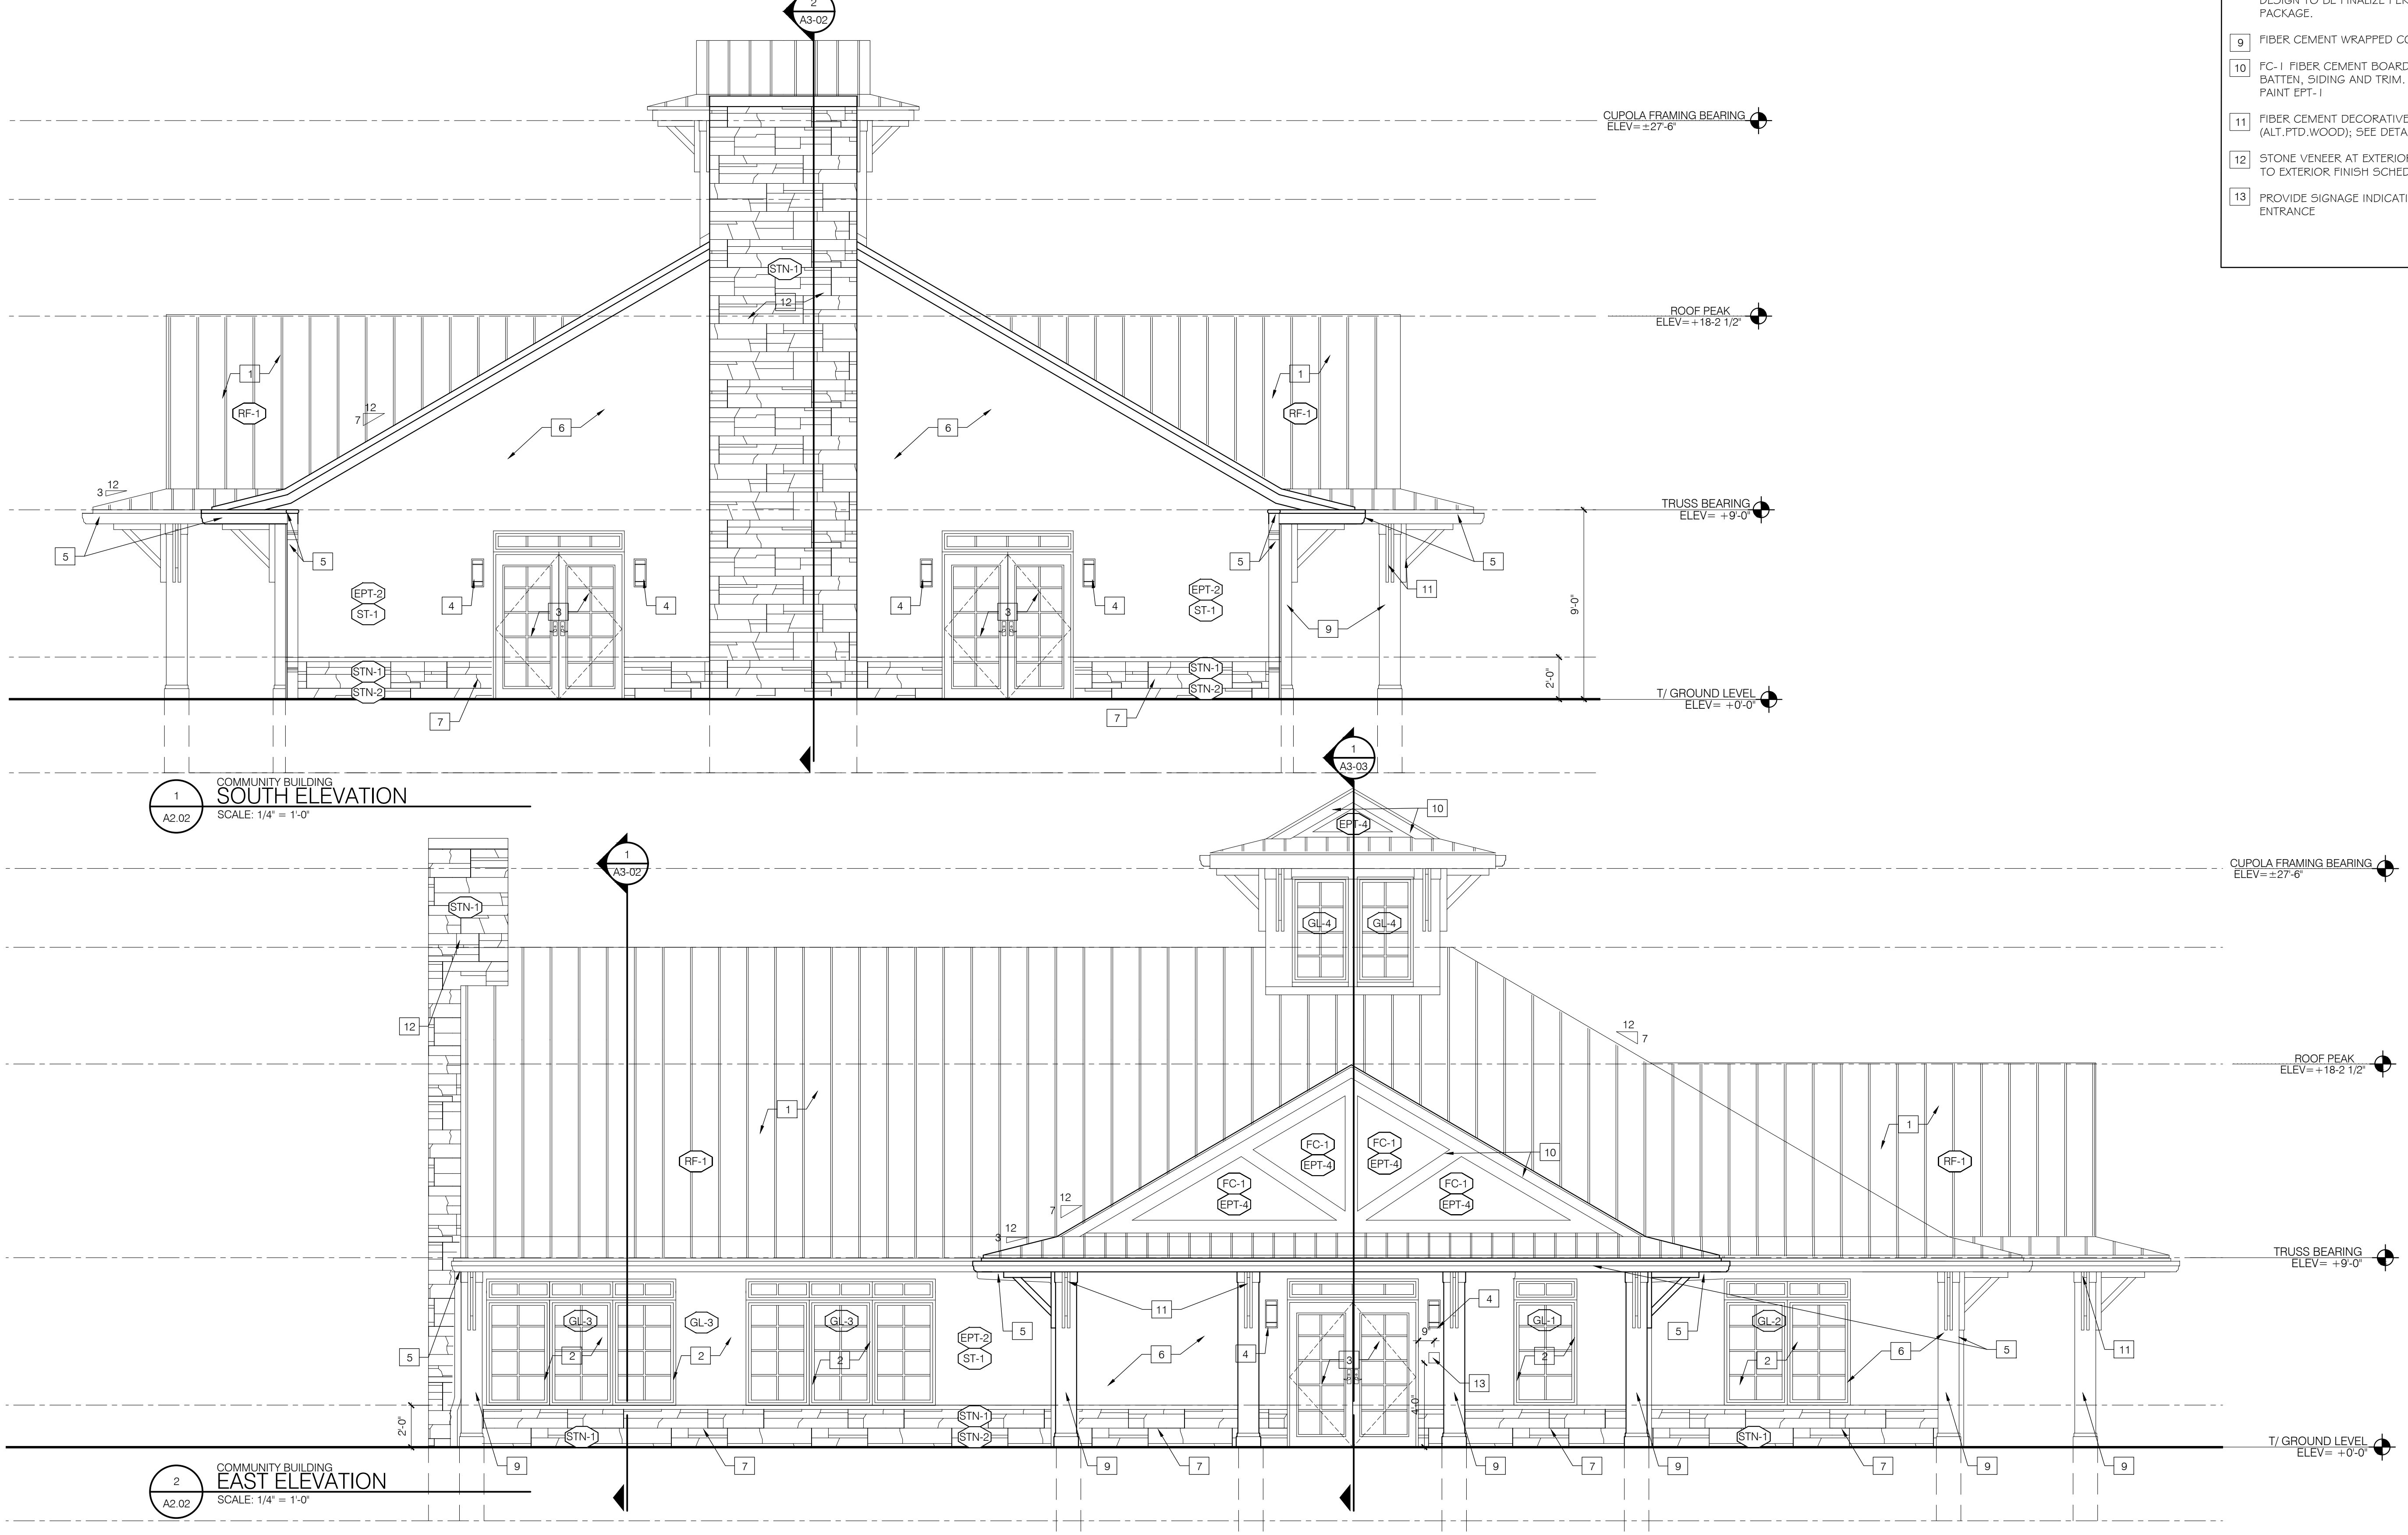 2
A3-02
PACKAGE.
9 FIBER CEMENT WRAPPED
10 FC-1 FIBER CEMENT BOARD
BATTEN, SIDING AND TRIM.
PAINT EPT-1
11 FIBER CEMENT DECORATIVE
(ALT.PTD.WOOD); SEE
12 STONE VENEER AT
TO EXTERIOR FINISH
13 PROVIDE SIGNAGE
ENTRANCE
CUPOLA FRAMING BEARING
ELEV=±27'-6"
STN-1
12
ROOF PEAK
ELEV=+18-2 1/2"
1
RF-1
12
7
6
6
1
RF-1
12
3
TRUSS BEARING
ELEV= +9'-0"
5
5
5
5
11
EPT-2
ST-1
4
3
4
4
3
4
EPT-2
ST-1
9
9'-0"
STN-1
STN-2
STN-1
STN-2
2'-0"
7
7
T/ GROUND LEVEL
ELEV= +0'-0"
1
A2.02
COMMUNITY BUILDING
SOUTH ELEVATION
SCALE: 1/4" = 1'-0"
1
A3-03
10
EPT-4
1
A3-02
CUPOLA FRAMING BEARING
ELEV=±27'-6"
STN-1
GL-4
GL-4
12
12
7
ROOF PEAK
ELEV=+18-2 1/2"
1
1
RF-1
FC-1
EPT-4
FC-1
EPT-4
10
RF-1
FC-1
EPT-4
FC-1
EPT-4
12
7
12
3
TRUSS BEARING
ELEV= +9'-0"
11
4
GL-3
GL-3
GL-3
EPT-2
ST-1
5
9"
GL-1
5
GL-2
5
2
2
2
5
6
4
3
2
2
6
5
11
13
4'-0"
2'-0"
STN-1
STN-1
STN-2
STN-1
T/ GROUND LEVEL
ELEV= +0'-0"
9
7
9
7
9
7
9
7
9
9
2
A2.02
COMMUNITY BUILDING
EAST ELEVATION
SCALE: 1/4" = 1'-0"